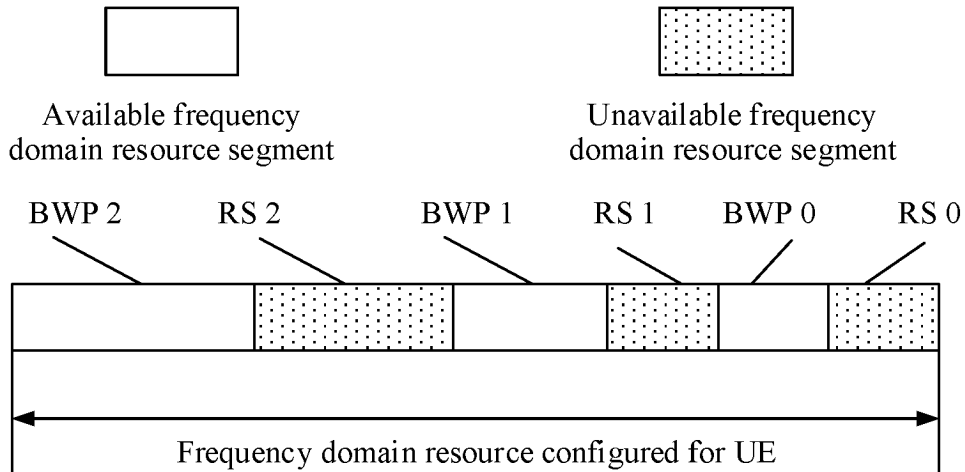 Available frequency
domain resource segment
Unavailable frequency
domain resource segment
BWP 2
RS 2
BWP 1
RS 1
BWP 0
RS 0
Frequency domain resource configured for UE